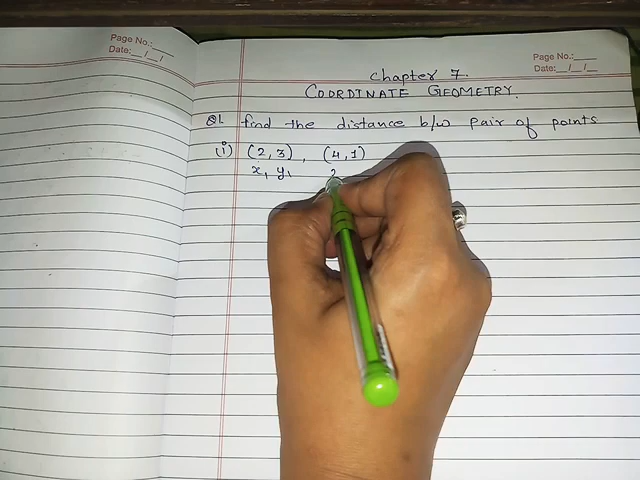 Page No.:
Date: / /
Page No.:
Date: / /
Chapter 7.
COORDINATE GEOMETRY.
Q1. find the distance b/w pair of points
(i) (2, 3) , (4, 1)
x₁ y₁